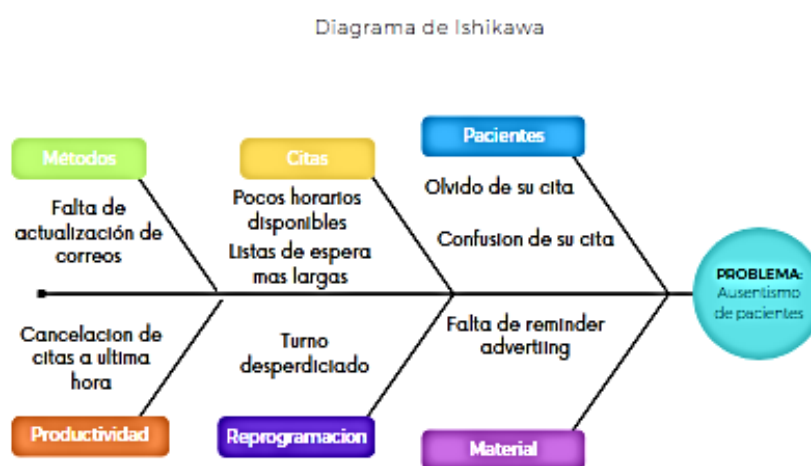 Diagrama de Ishikawa
Métodos
Citas
Pacientes
Falta de
actualización de
correos
Pocos horarios
disponibles
Listas de espera
mas largas
Olvido de su cita
Confusion de su cita
PROBLEMA:
Ausentismo
de pacientes
Cancelacion de
citas a ultima
hora
Turno
desperdiciado
Falta de reminder
advertiing
Productividad
Reprogramacion
Material